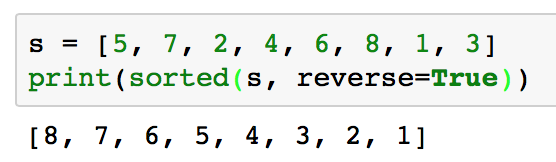 s = [5, 7, 2, 4, 6, 8, 1, 3]
print(sorted(s, reverse=True))
[8, 7, 6, 5, 4, 3, 2, 1]